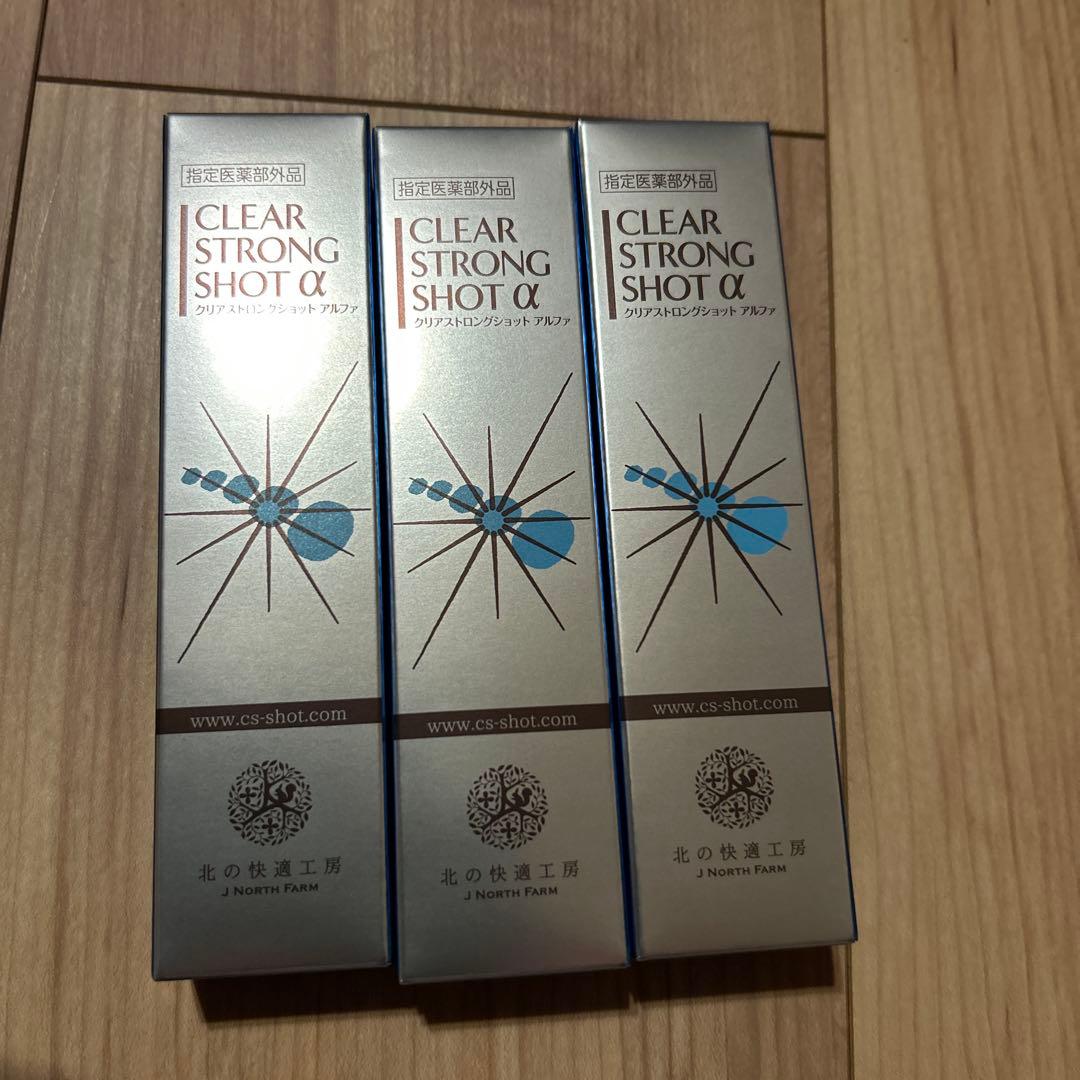 指定医薬部外品
CLEAR
STRONG
SHOT α
クリアストロングショット アルファ
www.cs-shot.com
北の快適工房
J NORTH FARM
指定医薬部外品
CLEAR
STRONG
SHOT α
クリアストロングショット アルファ
www.cs-shot.com
北の快適工房
J NORTH FARM
指定医薬部外品
CLEAR
STRONG
SHOT α
クリアストロングショット アルファ
www.cs-shot.com
北の快適工房
J NORTH FARM